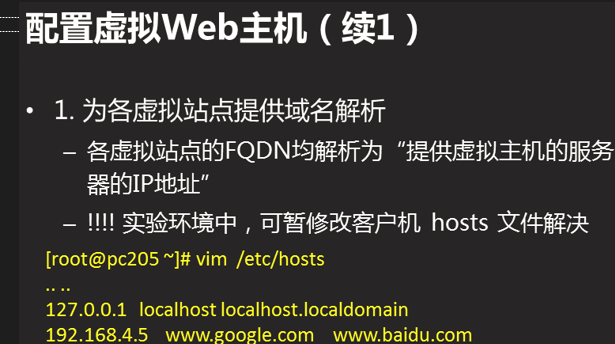 配置虚拟Web主机（续1）
• 1. 为各虚拟站点提供域名解析
– 各虚拟站点的FQDN均解析为“提供虚拟主机的服务
器的IP地址”
– !!!! 实验环境中，可暂修改客户机 hosts 文件解决
[root@pc205 ~]# vim /etc/hosts
.. ..
127.0.0.1 localhost localhost.localdomain
192.168.4.5 www.google.com www.baidu.com